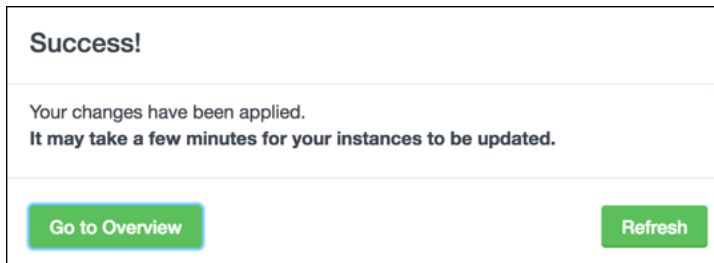 Success!
Your changes have been applied.
It may take a few minutes for your instances to be updated.
Go to Overview
Refresh